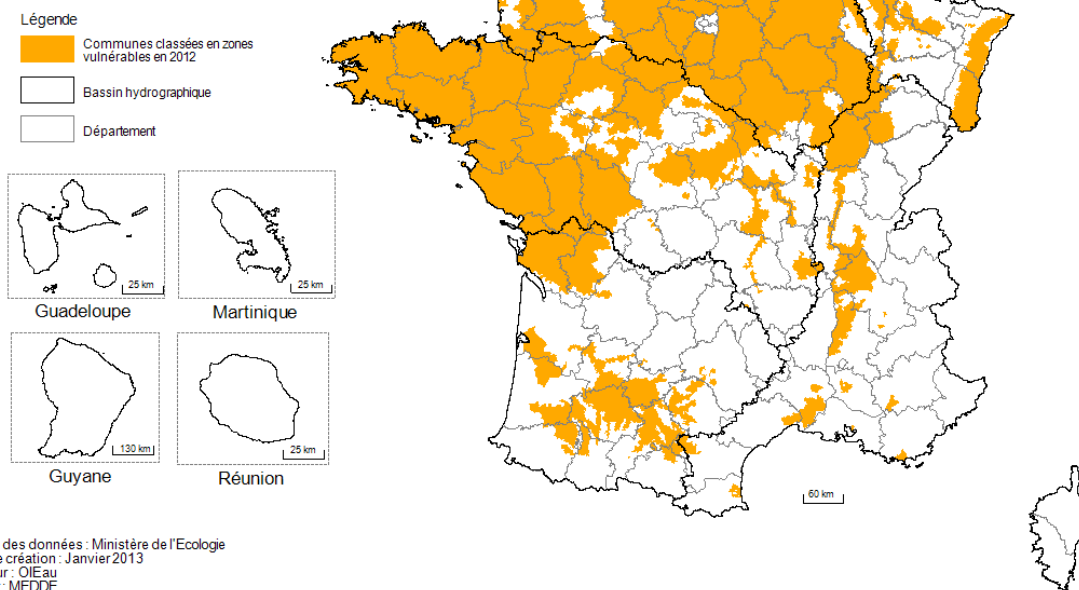 Légende
Communes classées en zones
vulnérables en 2012
Bassin hydrographique
Département
25 km
25 km
Guadeloupe
Martinique
130 km
25 km
Guyane
Réunion
60 km
des données : Ministère de l'Ecologie
création : Janvier 2013
: OIEau
: MEDDE